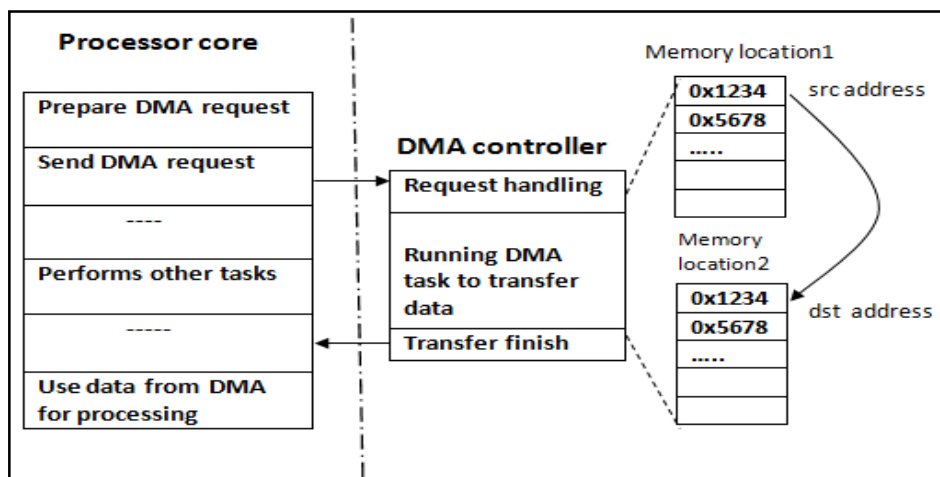 Processor core
Prepare DMA request
Send DMA request
----
Performs other tasks
-----
Use data from DMA
for processing
DMA controller
Request handling
Running DMA
task to transfer
data
Transfer finish
Memory location1
0x1234
0x5678
.....
src address
Memory
location2
0x1234
0x5678
.....
dst address